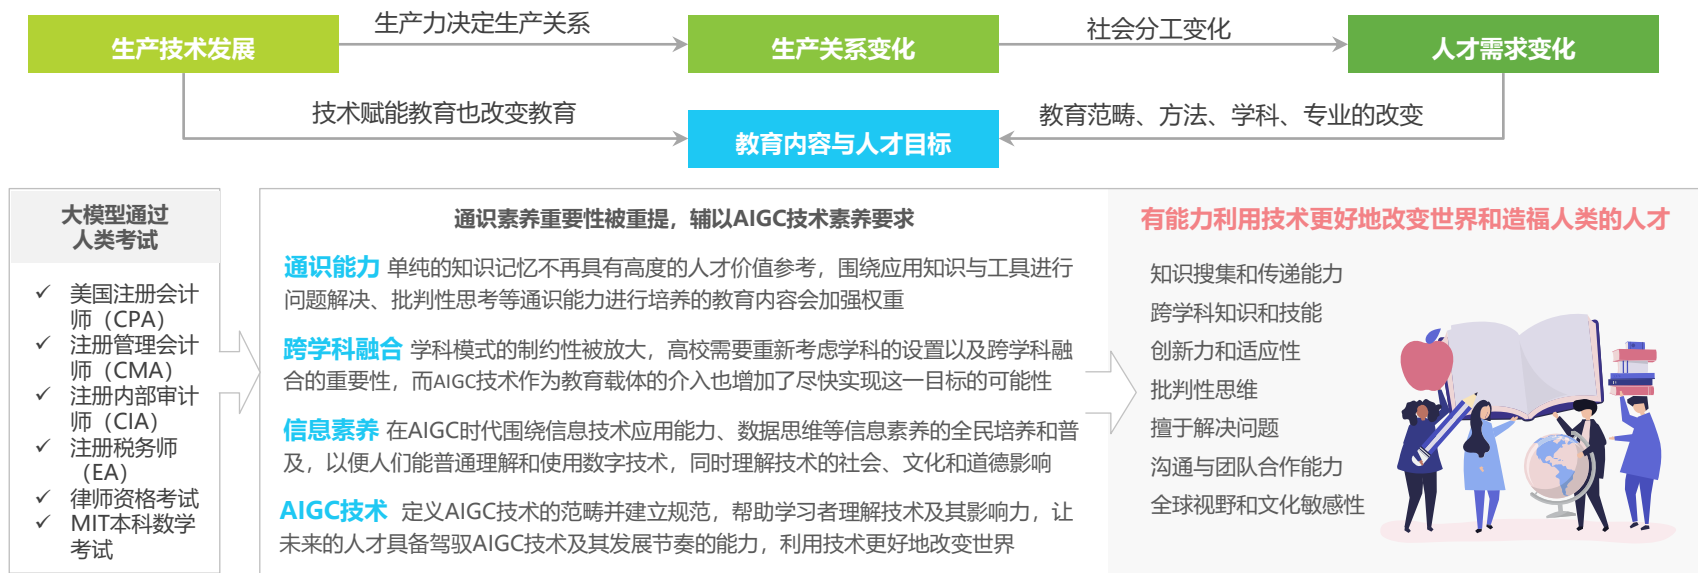 生产力决定生产关系
社会分工变化
生产技术发展
生产关系变化
人才需求变化
技术赋能教育也改变教育
教育范畴、方法、学科、专业的改变
教育内容与人才目标
大模型通过
人类考试
✓ 美国注册会计
师（CPA）
✓ 注册管理会计
师（CMA）
✓ 注册内部审计
师（CIA）
✓ 注册税务师
（EA）
✓ 律师资格考试
✓ MIT本科数学
考试
通识素养重要性被重提，辅以AIGC技术素养要求
通识能力 单纯的知识记忆不再具有高度的人才价值参考，围绕应用知识与工具进行
问题解决、批判性思考等通识能力进行培养的教育内容会加强权重
跨学科融合 学科模式的制约性被放大，高校需要重新考虑学科的设置以及跨学科融
合的重要性，而AIGC技术作为教育载体的介入也增加了尽快实现这一目标的可能性
信息素养 在AIGC时代围绕信息技术应用能力、数据思维等信息素养的全民培养和普
及，以便人们能普通理解和使用数字技术，同时理解技术的社会、文化和道德影响
AIGC技术 定义AIGC技术的范畴并建立规范，帮助学习者理解技术及其影响力，让
未来的人才具备驾驭AIGC技术及其发展节奏的能力，利用技术更好地改变世界
有能力利用技术更好地改变世界和造福人类的人才
知识搜集和传递能力
跨学科知识和技能
创新力和适应性
批判性思维
擅于解决问题
沟通与团队合作能力
全球视野和文化敏感性